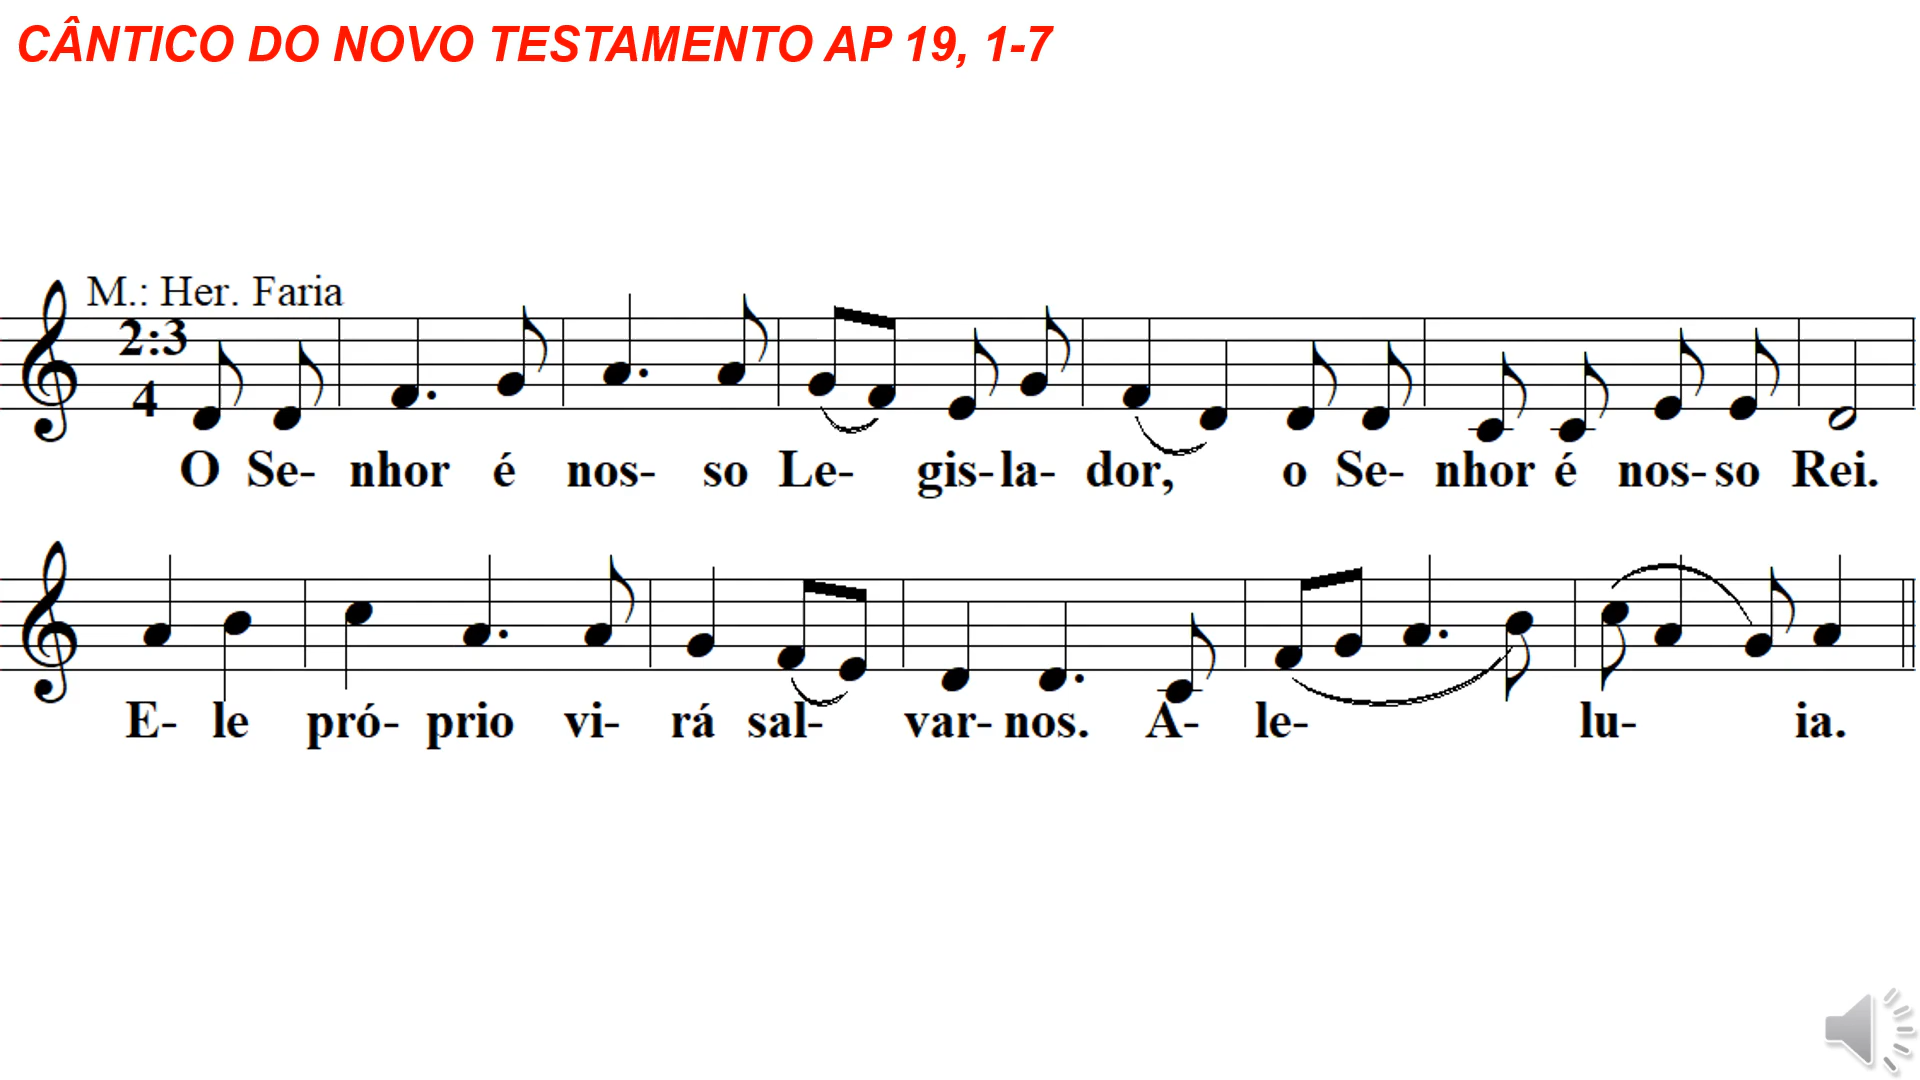 CÂNTICO DO NOVO TESTAMENTO AP 19, 1-7
M.: Her. Faria
2:3
4
O Se- nhor é nos- so Le- gis- la- dor, o Se- nhor é nos- so Rei.
E- le pró- prio vi- rá sal- var- nos. A- le- lu- ia.